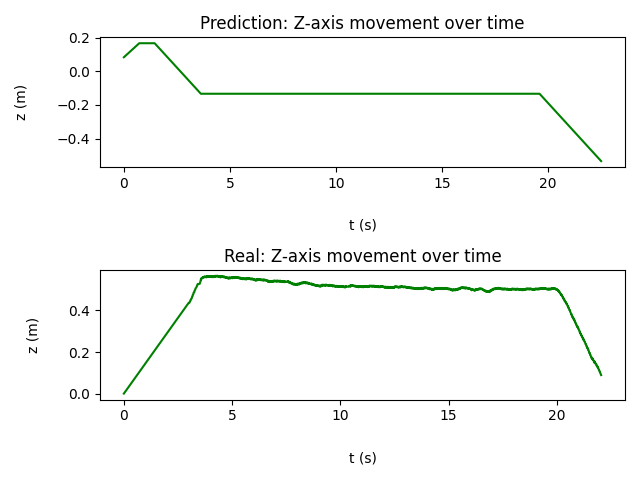 Prediction: Z-axis movement over time
0.2
0.0
−0.2
−0.4
z (m)
0 5 10 15 20
t (s)
Real: Z-axis movement over time
0.4
0.2
0.0
z (m)
0 5 10 15 20
t (s)